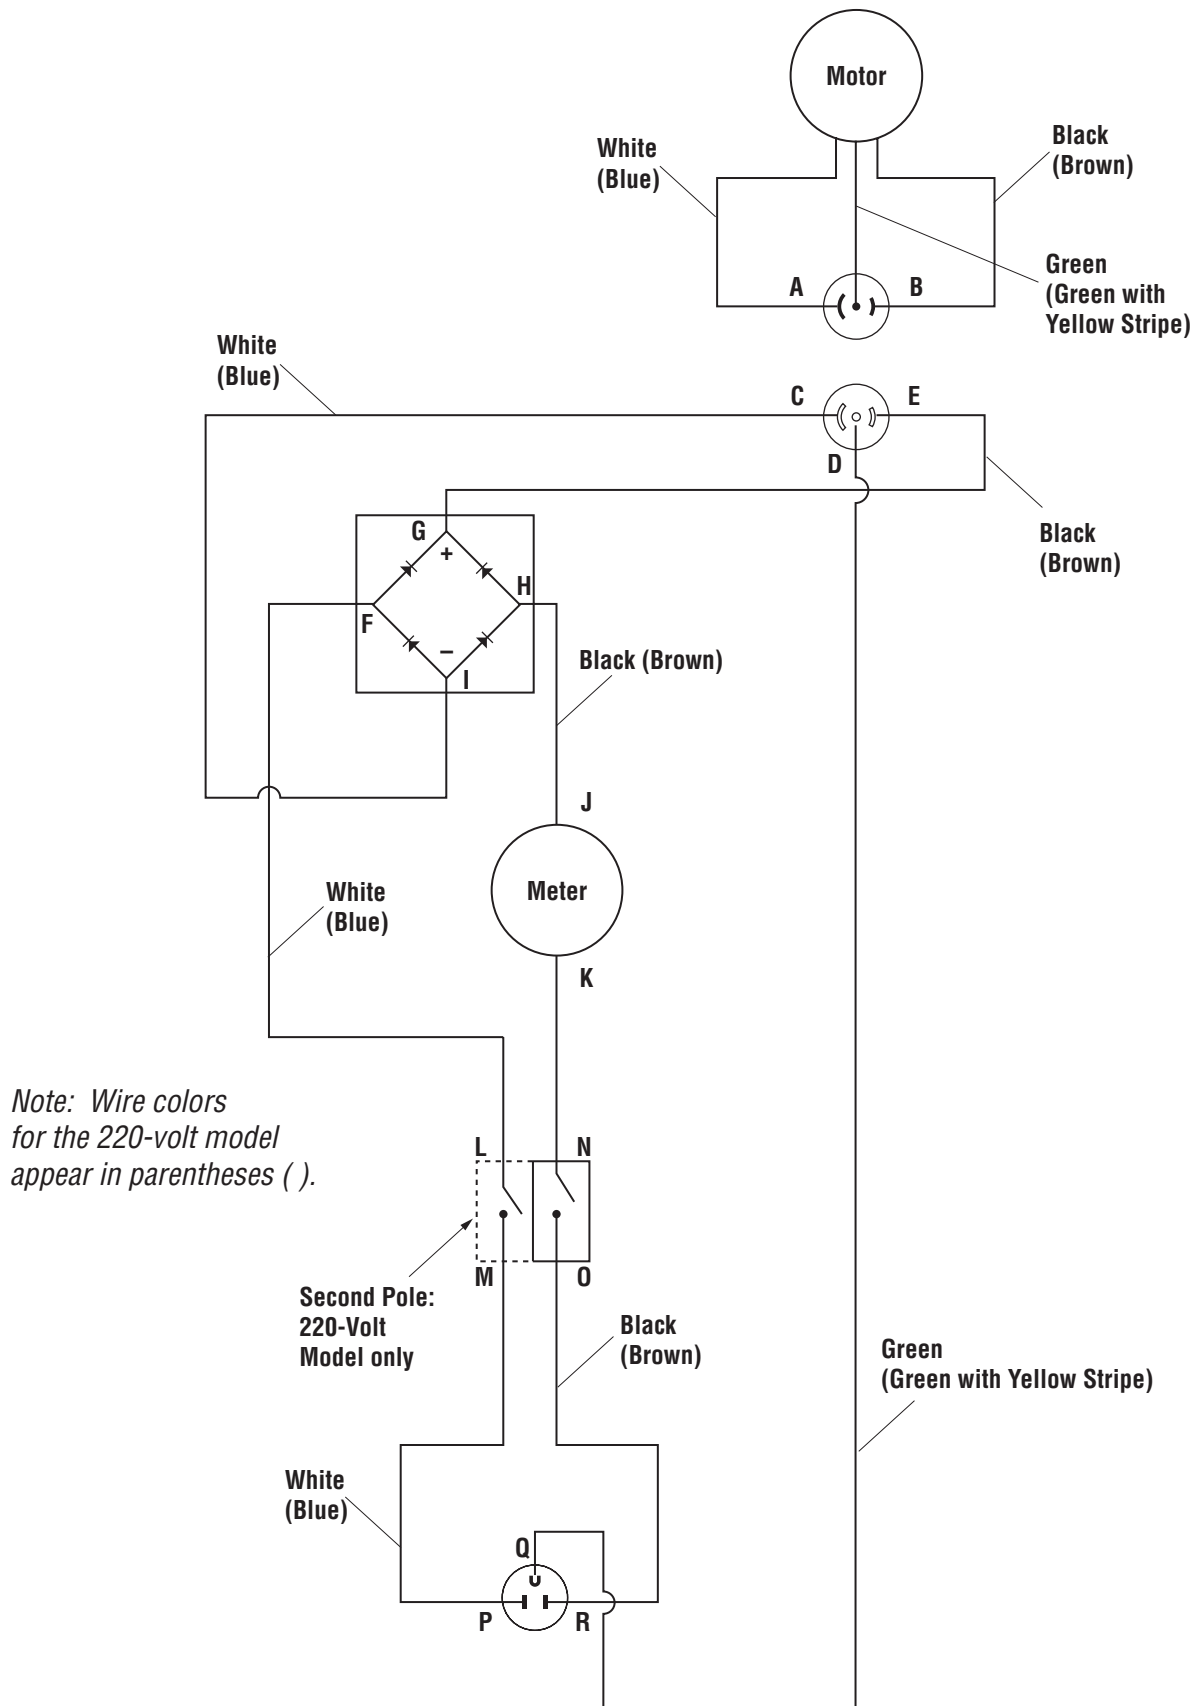 Motor
White
(Blue)
Black
(Brown)
Green
(Green with
Yellow Stripe)
A
B
White
(Blue)
C
E
D
Black
(Brown)
G
+
H
F
–
I
Black (Brown)
J
Meter
White
(Blue)
K
Note: Wire colors
for the 220-volt model
appear in parentheses ( ).
L
N
M
O
Second Pole:
220-Volt
Model only
Black
(Brown)
Green
(Green with Yellow Stripe)
White
(Blue)
Q
P
R